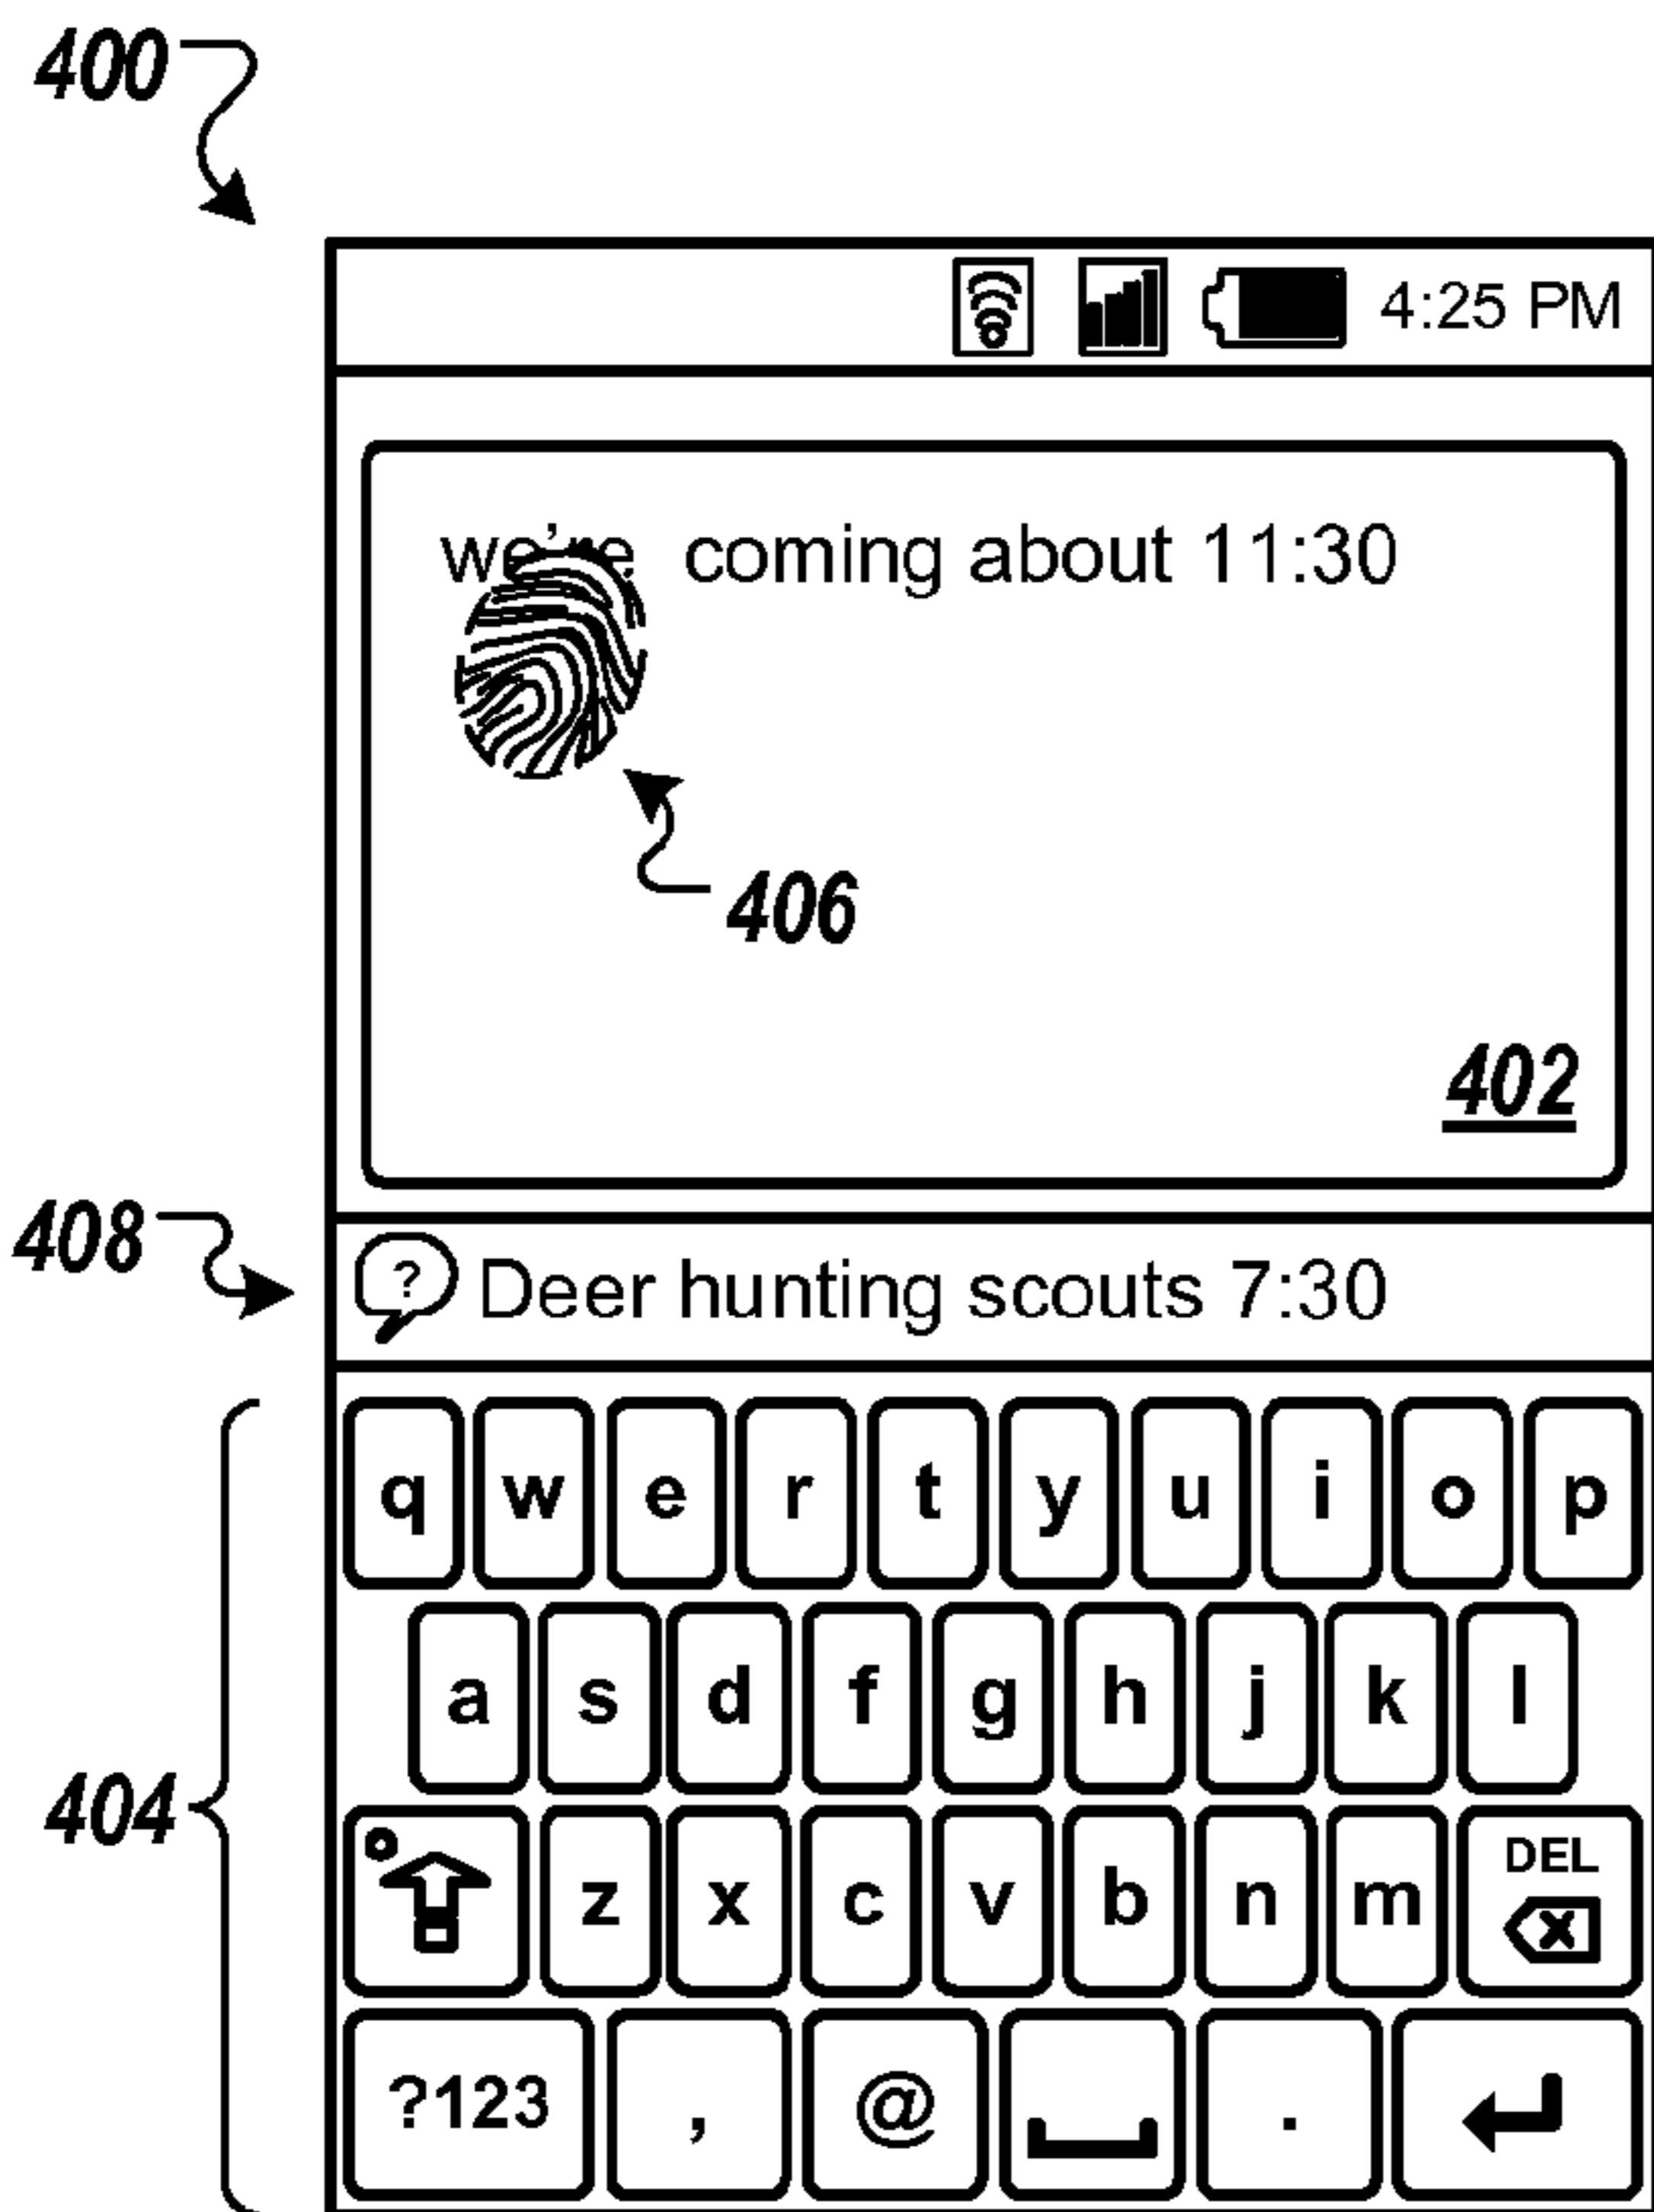 400
4:25 PM
we're coming about 11:30
406
402
408
? Deer hunting scouts 7:30
q w e r t y u i o p
a s d f g h j k l
404
z x c v b n m DEL
?123 , @ .